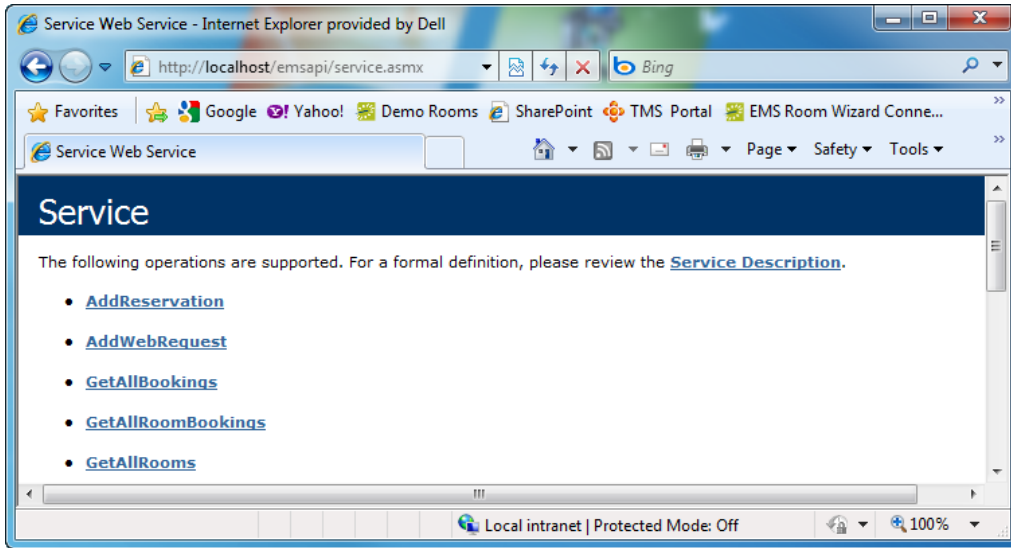 Service Web Service - Internet Explorer provided by Dell
http://localhost/emsapi/service.asmx Bing
Favorites Google Yahoo! Demo Rooms SharePoint TMS Portal EMS Room Wizard Conne... »
Service Web Service Page Safety Tools »
Service
The following operations are supported. For a formal definition, please review the Service Description.
• AddReservation
• AddWebRequest
• GetAllBookings
• GetAllRoomBookings
• GetAllRooms
Local intranet | Protected Mode: Off 100%